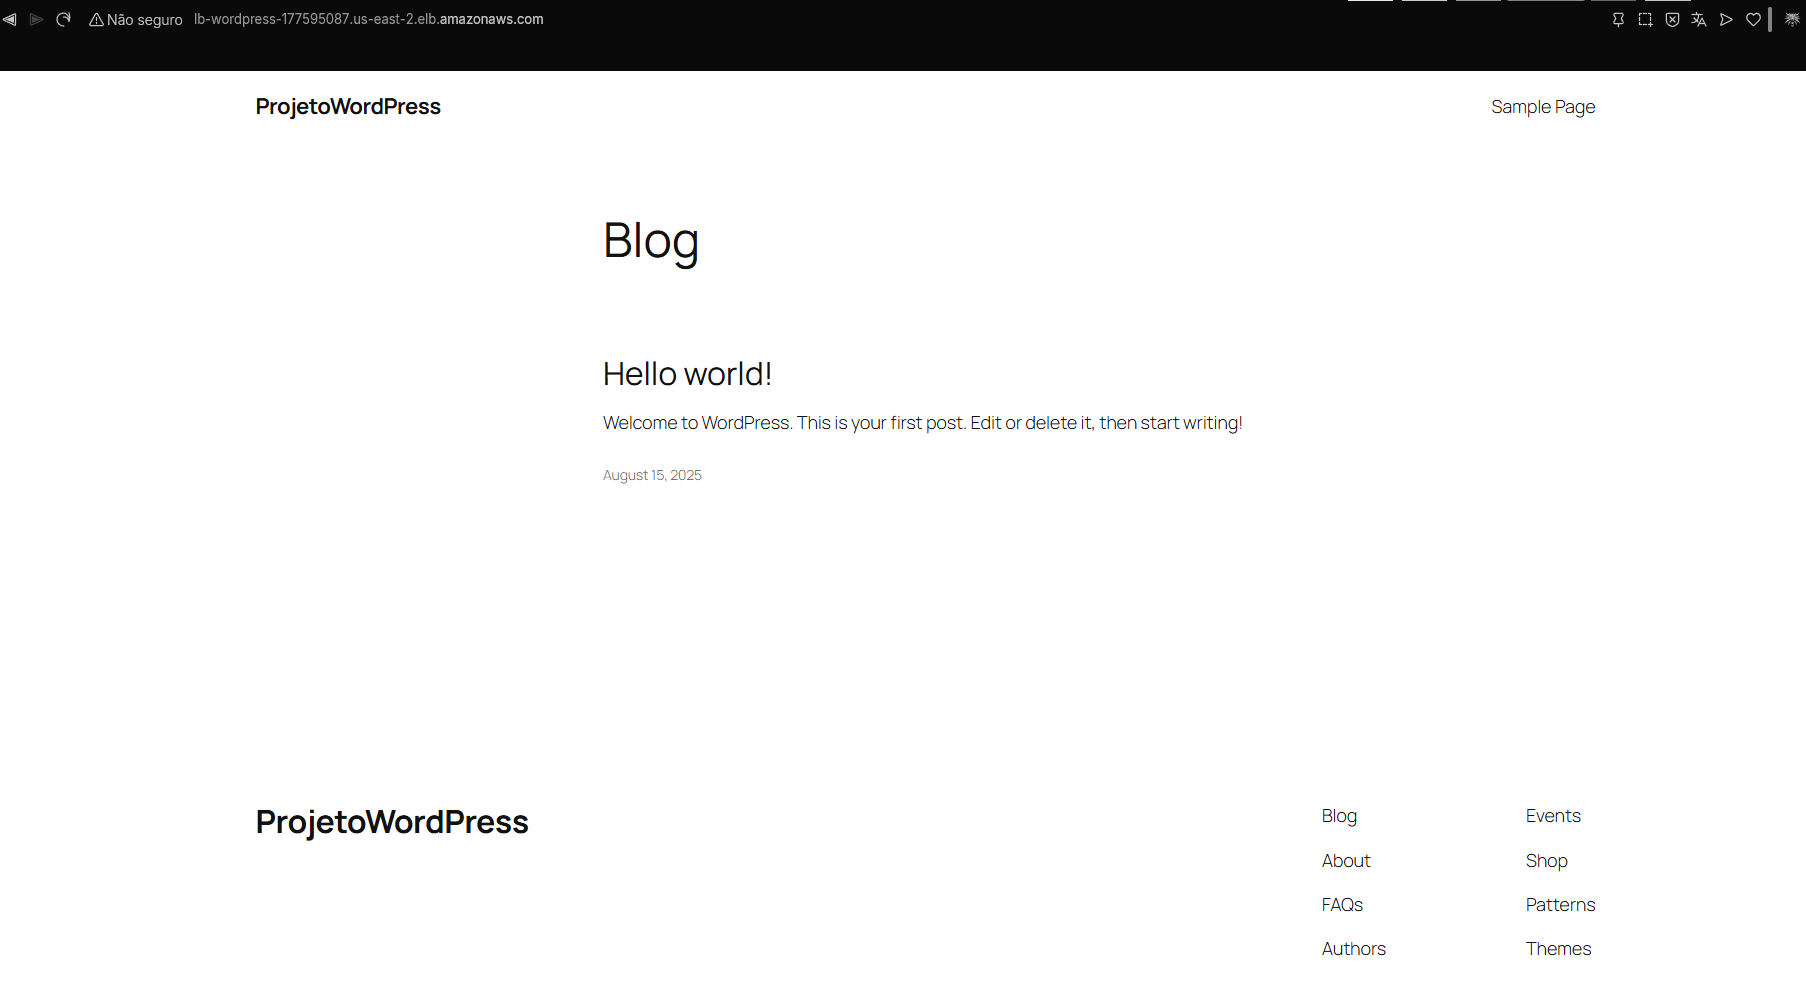 Não seguro lb-wordpress-177595087.us-east-2.elb.amazonaws.com
ProjetoWordPress Sample Page
Blog
Hello world!
Welcome to WordPress. This is your first post. Edit or delete it, then start writing!
August 15, 2025
ProjetoWordPress
Blog
About
FAQs
Authors
Events
Shop
Patterns
Themes